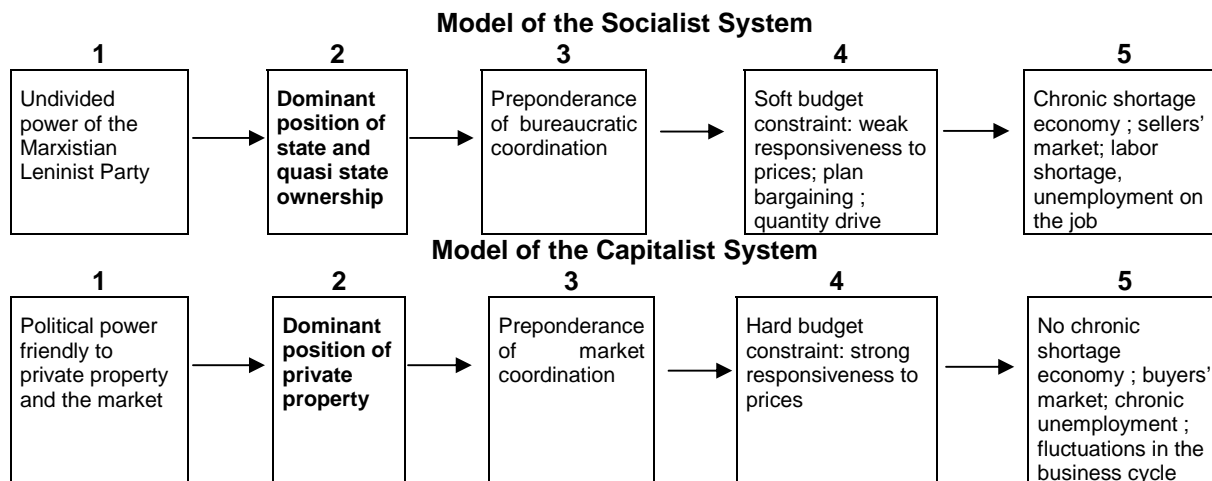 Model of the Socialist System
1 2 3 4 5
Undivided
power of the
Marxistian
Leninist Party
Dominant
position of
state and
quasi state
ownership
Preponderance
of bureaucratic
coordination
Soft budget
constraint: weak
responsiveness to
prices; plan
bargaining ;
quantity drive
Chronic shortage
economy ; sellers’
market; labor
shortage,
unemployment on
the job
Model of the Capitalist System
1 2 3 4 5
Political power
friendly to
private property
and the market
Dominant
position of
private
property
Preponderance
of market
coordination
Hard budget
constraint: strong
responsiveness to
prices
No chronic
shortage
economy ; buyers’
market; chronic
unemployment ;
fluctuations in the
business cycle